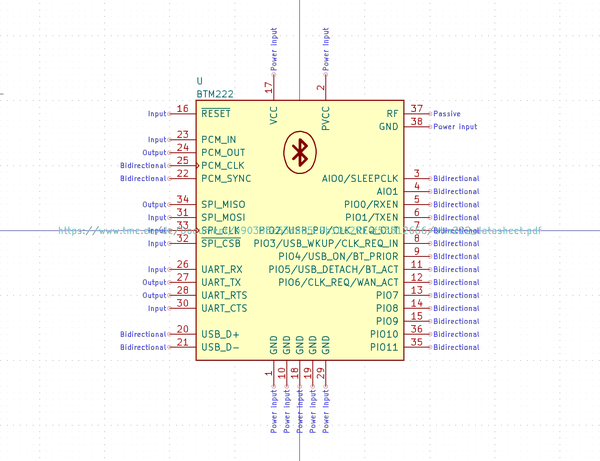 Power input Power input
17 2
VCC PVCC
U
BTM222
Input 16 RESET
Input 23 PCM_IN
Output 24 PCM_OUT
Bidirectional 25 PCM_CLK
Bidirectional 22 PCM_SYNC
Output 34 SPI_MISO
Input 31 SPI_MOSI
Input 33 SPI_CLK
Input 32 SPI_CSB
Input 26 UART_RX
Output 27 UART_TX
Output 28 UART_RTS
Input 30 UART_CTS
Bidirectional 20 USB_D+
Bidirectional 21 USB_D-
RF 37 Passive
GND 38 Power input
AIO0/SLEEPCLK 3 Bidirectional
AIO1 4 Bidirectional
PIO0/RXEN 5 Bidirectional
PIO1/TXEN 6 Bidirectional
PIO2/USB_PU/CLK_REQ_OUT 7 Bidirectional
PIO3/USB_WKUP/CLK_REQ_IN 8 Bidirectional
PIO4/USB_ON/BT_PRIOR 9 Bidirectional
PIO5/USB_DETACH/BT_ACT 11 Bidirectional
PIO6/CLK_REQ/WAN_ACT 12 Bidirectional
PIO7 13 Bidirectional
PIO8 14 Bidirectional
PIO9 15 Bidirectional
PIO10 36 Bidirectional
PIO11 35 Bidirectional
GND GND GND GND GND
1 10 18 19 29
Power input Power input Power input Power input Power input